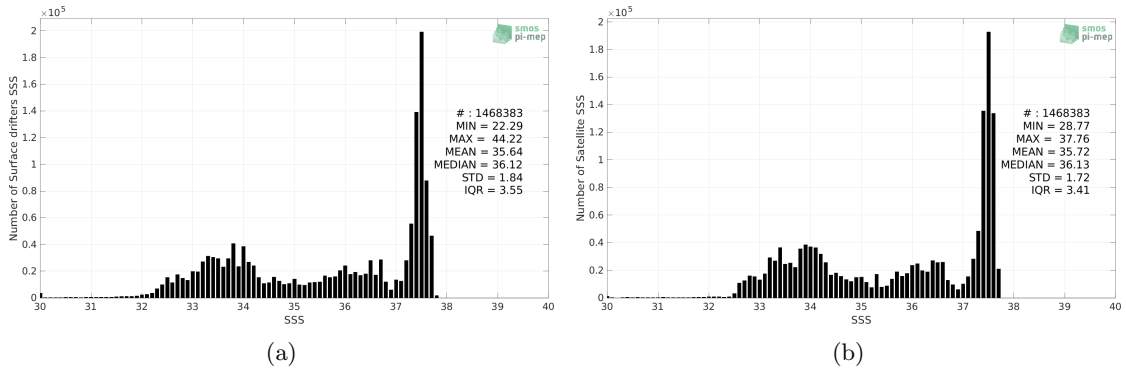 ×10⁵
smos
pi-mep
Number of Surface drifters SSS
2
1.8
1.6
1.4
1.2
1
0.8
0.6
0.4
0.2
0
# : 1468383
MIN = 22.29
MAX = 44.22
MEAN = 35.64
MEDIAN = 36.12
STD = 1.84
IQR = 3.55
30 31 32 33 34 35 36 37 38 39 40
SSS
(a)
×10⁵
smos
pi-mep
Number of Satellite SSS
2
1.8
1.6
1.4
1.2
1
0.8
0.6
0.4
0.2
0
# : 1468383
MIN = 28.77
MAX = 37.76
MEAN = 35.72
MEDIAN = 36.13
STD = 1.72
IQR = 3.41
30 31 32 33 34 35 36 37 38 39 40
SSS
(b)